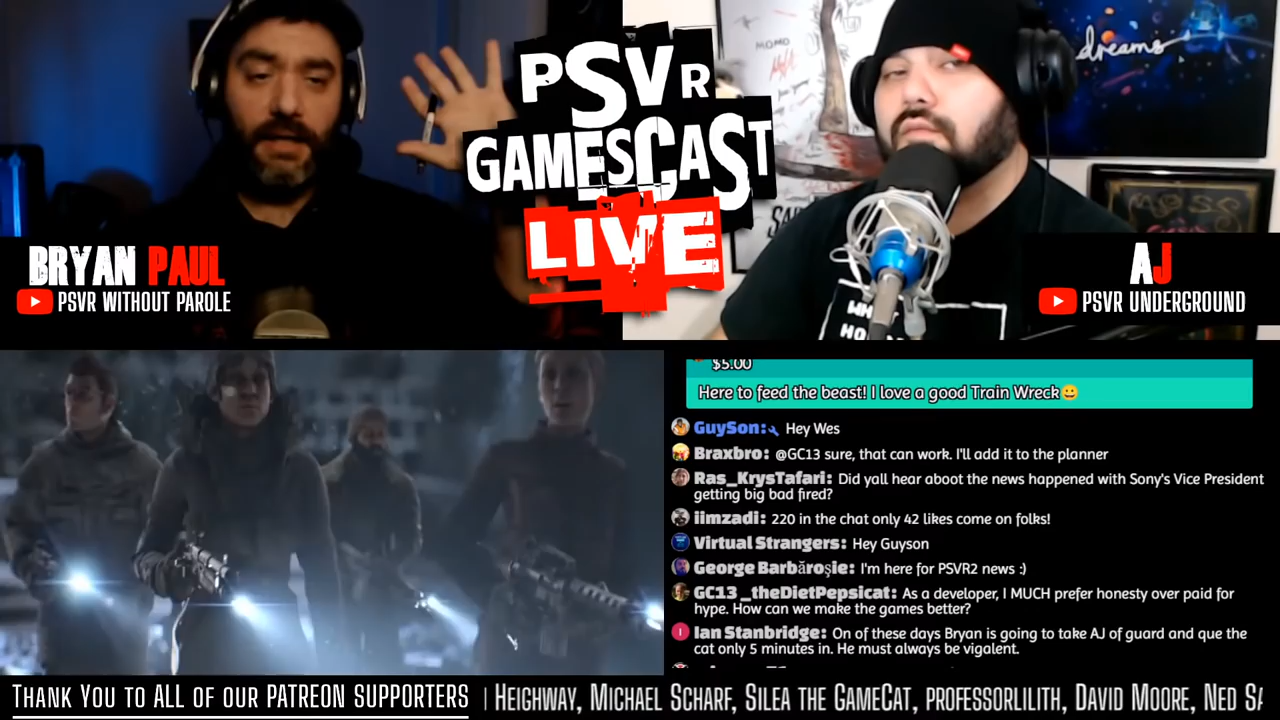 PSVR
GAMESCAST
LIVE
MOMO
dreams
MOSS
BRYAN PAUL
PSVR WITHOUT PAROLE
AJ
PSVR UNDERGROUND
$5.00
Here to feed the beast! I love a good Train Wreck😀
GuySon: Hey Wes
Braxbro: @GC13 sure, that can work. I'll add it to the planner
Ras_KrysTafari: Did yall hear aboot the news happened with Sony's Vice President
getting big bad fired?
iimzadi: 220 in the chat only 42 likes come on folks!
Virtual Strangers: Hey Guyson
George Barbăroşie: I'm here for PSVR2 news :)
GC13 _theDietPepsicat: As a developer, I MUCH prefer honesty over paid for
hype. How can we make the games better?
I
Ian Stanbridge: On of these days Bryan is going to take AJ of guard and que the
cat only 5 minutes in. He must always be vigalent.
THANK YOU TO ALL OF OUR PATREON SUPPORTERS
| HEIGHWAY, MICHAEL SCHARF, SILEA THE GAMECAT, PROFESSORLILITH, DAVID MOORE, NED